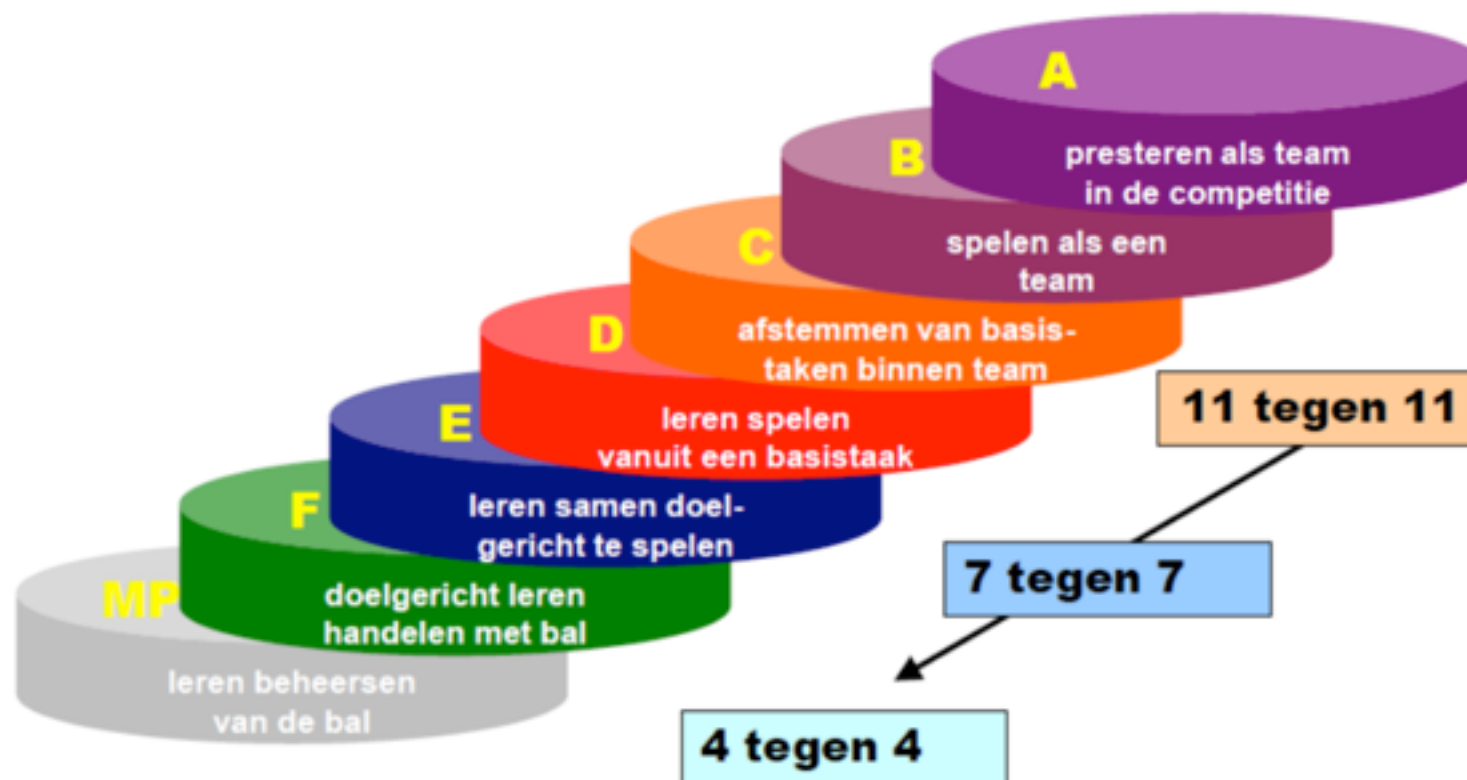 A
presteren als team
in de competitie
B
spelen als een
team
C
afstemmen van basis-
taken binnen team
D
leren spelen
vanuit een basistaak
E
leren samen doel-
gericht te spelen
F
doelgericht leren
handelen met bal
MP
leren beheersen
van de bal
11 tegen 11
7 tegen 7
4 tegen 4